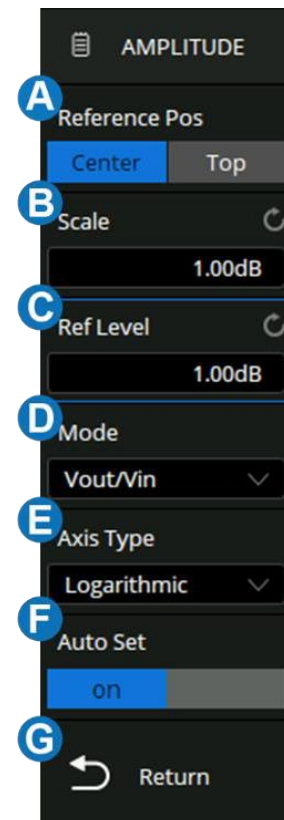 AMPLITUDE
A
Reference Pos
Center Top
B
Scale
1.00dB
C
Ref Level
1.00dB
D
Mode
Vout/Vin
E
Axis Type
Logarithmic
F
Auto Set
on
G
Return